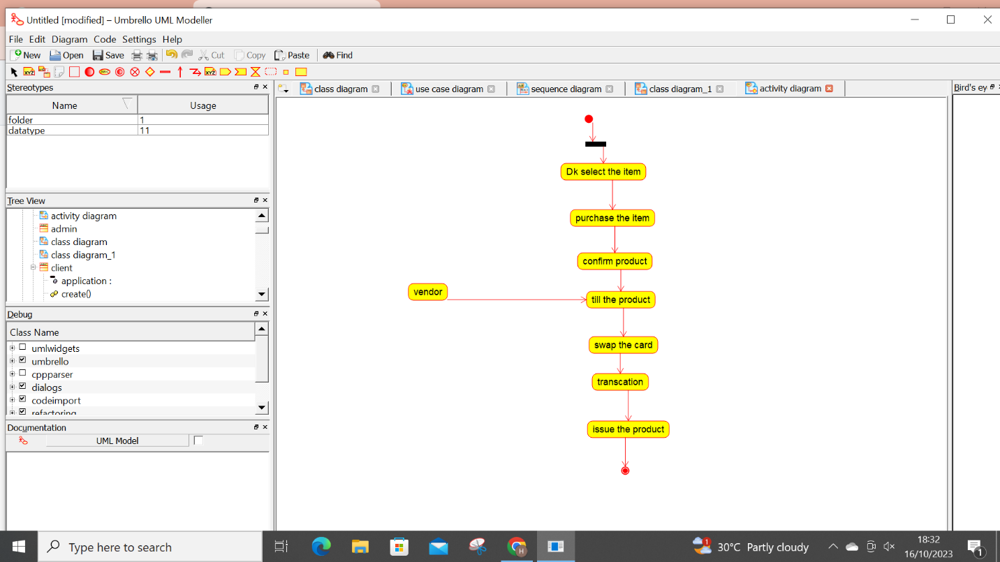 Untitled [modified] – Umbrello UML Modeller
File Edit Diagram Code Settings Help
New Open Save Cut Copy Paste Find
Stereotypes
Name Usage
folder 1
datatype 11
Tree View
activity diagram
admin
class diagram
class diagram_1
client
application :
create()
Debug
Class Name
umlwidgets
umbrello
cppparser
dialogs
codeimport
refactoring
Documentation
UML Model
class diagram use case diagram sequence diagram class diagram_1 activity diagram
Bird's ey
Dk select the item
purchase the item
confirm product
vendor
till the product
swap the card
transcation
issue the product
Type here to search
1
30°C Partly cloudy
18:32
16/10/2023
1